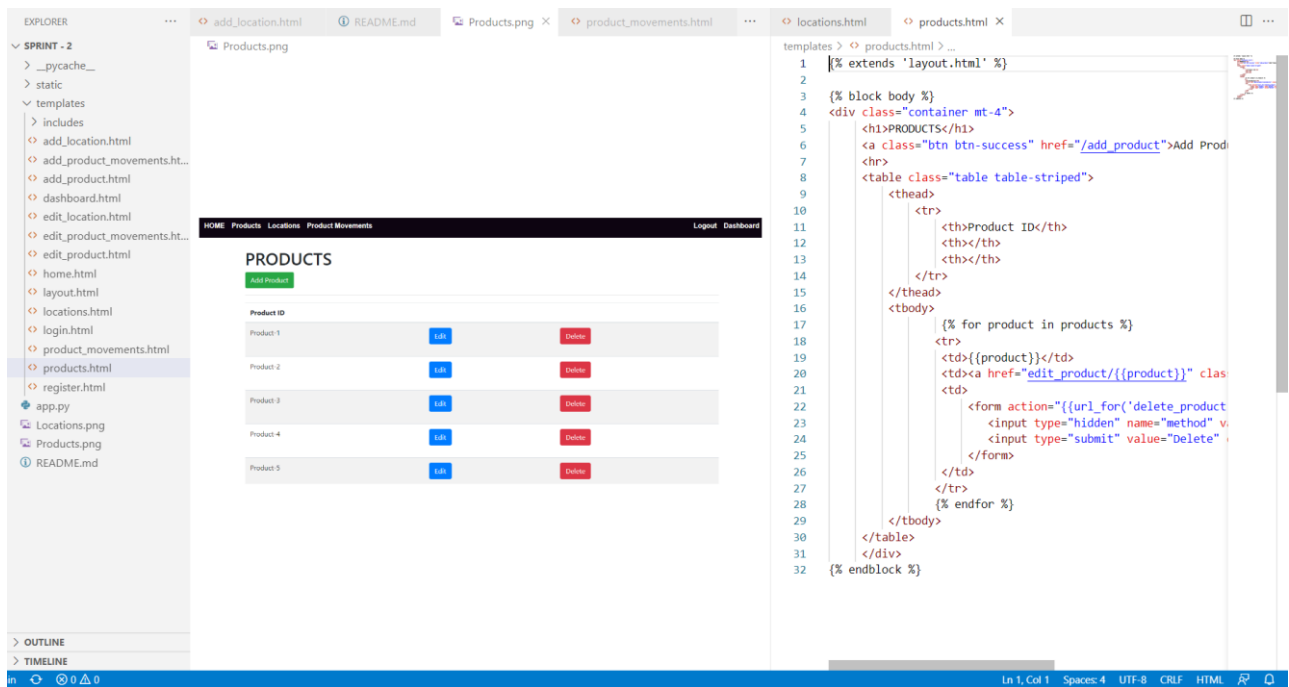 EXPLORER ...
SPRINT - 2
__pycache__
static
templates
includes
add_location.html
add_product_movements.ht...
add_product.html
dashboard.html
edit_location.html
edit_product_movements.ht...
edit_product.html
home.html
layout.html
locations.html
login.html
product_movements.html
products.html
register.html
app.py
Locations.png
Products.png
README.md
OUTLINE
TIMELINE
add_location.html README.md Products.png product_movements.html ...
Products.png
HOME Products Locations Product Movements Logout Dashboard
PRODUCTS
Add Product
Product ID
Product-1 Edit Delete
Product-2 Edit Delete
Product-3 Edit Delete
Product-4 Edit Delete
Product-5 Edit Delete
locations.html products.html ...
templates > products.html > ...
1 {% extends 'layout.html' %}
2
3 {% block body %}
4 <div class="container mt-4">
5 <h1>PRODUCTS</h1>
6 <a class="btn btn-success" href="/add_product">Add Prod
7 <hr>
8 <table class="table table-striped">
9 <thead>
10 <tr>
11 <th>Product ID</th>
12 <th></th>
13 <th></th>
14 </tr>
15 </thead>
16 <tbody>
17 {% for product in products %}
18 <tr>
19 <td>{{product}}</td>
20 <td><a href="edit_product/{{product}}" clas
21 <td>
22 <form action="{{url_for('delete_product
23 <input type="hidden" name="method" v
24 <input type="submit" value="Delete"
25 </form>
26 </td>
27 </tr>
28 {% endfor %}
29 </tbody>
30 </table>
31 </div>
32 {% endblock %}
in 0 0 Ln 1, Col 1 Spaces: 4 UTF-8 CRLF HTML